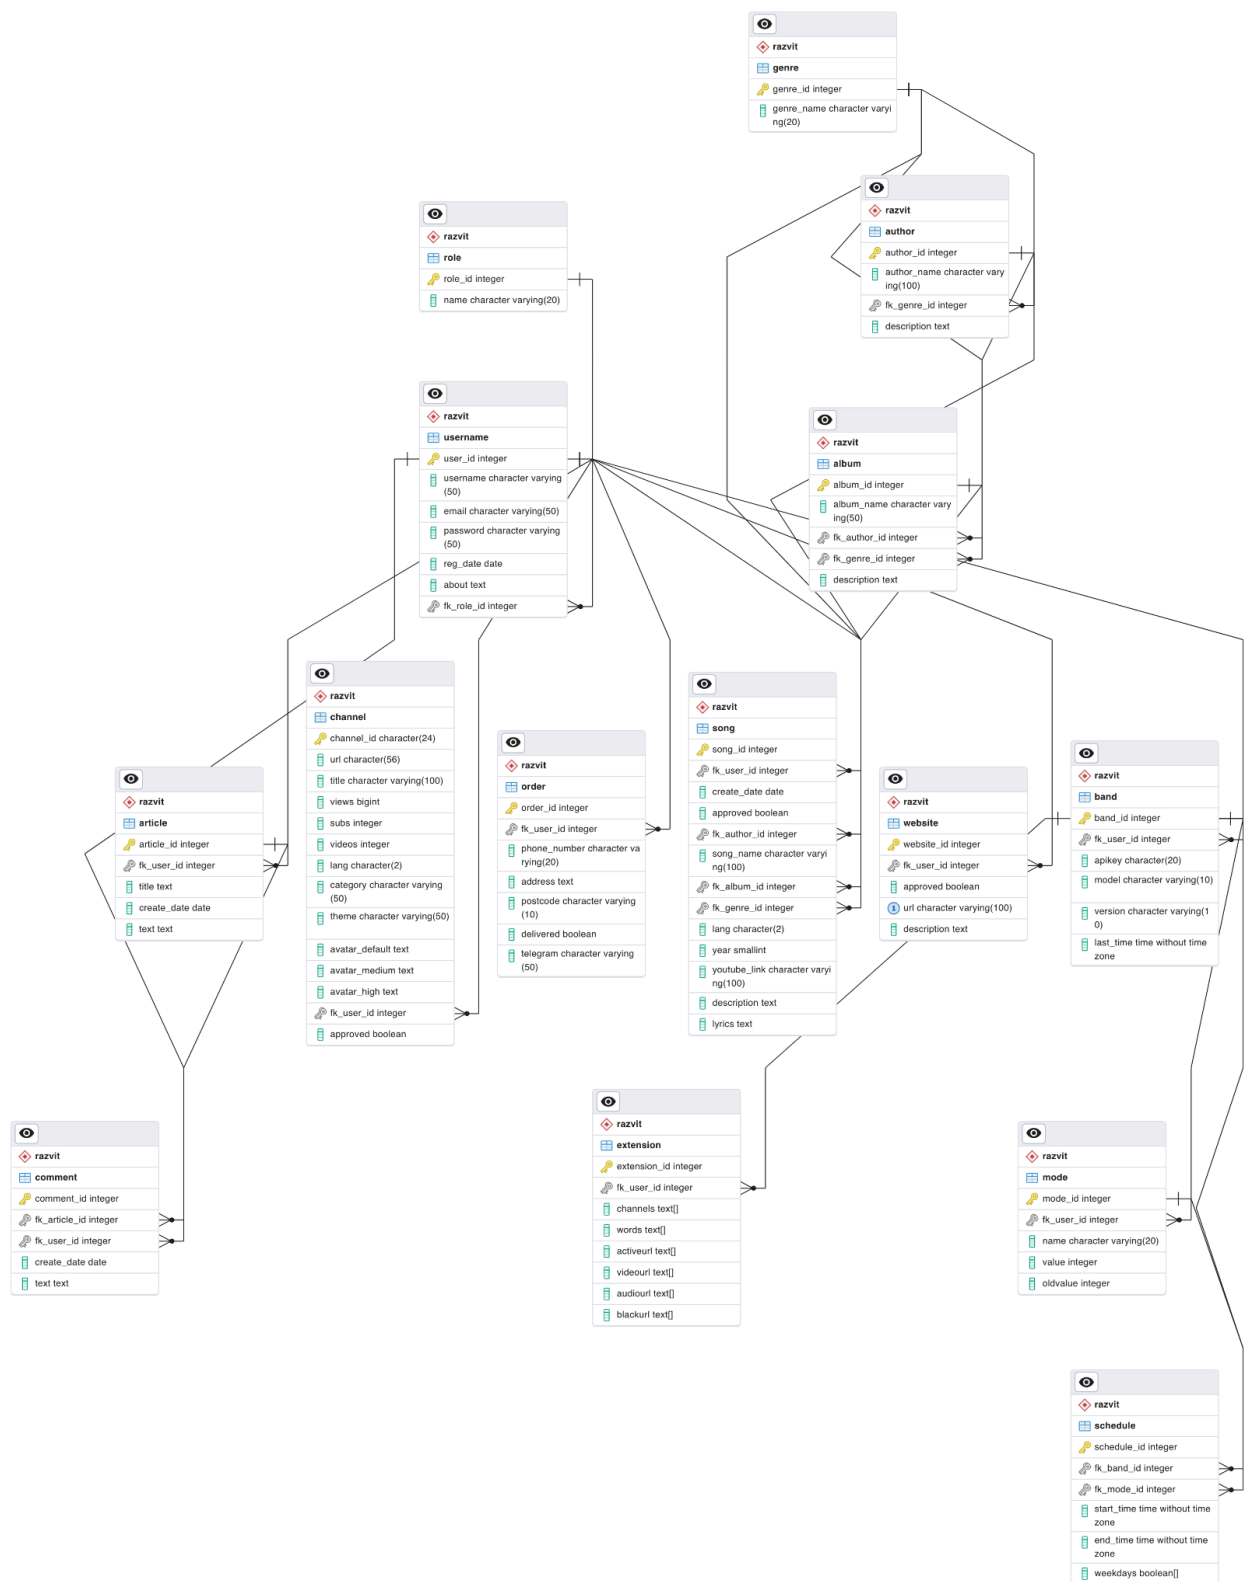 razvit
genre
genre_id integer
genre_name character varyi
ng(20)
razvit
author
author_id integer
author_name character vary
ing(100)
fk_genre_id integer
description text
razvit
role
role_id integer
name character varying(20)
razvit
username
user_id integer
username character varying
(50)
email character varying(50)
password character varying
(50)
reg_date date
about text
fk_role_id integer
razvit
album
album_id integer
album_name character vary
ing(50)
fk_author_id integer
fk_genre_id integer
description text
razvit
channel
channel_id character(24)
url character(56)
title character varying(100)
views bigint
subs integer
videos integer
lang character(2)
category character varying
(50)
theme character varying(50)
avatar_default text
avatar_medium text
avatar_high text
fk_user_id integer
approved boolean
razvit
article
article_id integer
fk_user_id integer
title text
create_date date
text text
razvit
order
order_id integer
fk_user_id integer
phone_number character va
rying(20)
address text
postcode character varying
(10)
delivered boolean
telegram character varying
(50)
razvit
song
song_id integer
fk_user_id integer
create_date date
approved boolean
fk_author_id integer
song_name character varyi
ng(100)
fk_album_id integer
fk_genre_id integer
lang character(2)
year smallint
youtube_link character varyi
ng(100)
description text
lyrics text
razvit
website
website_id integer
fk_user_id integer
approved boolean
1 url character varying(100)
description text
razvit
band
band_id integer
fk_user_id integer
apikey character(20)
model character varying(10)
version character varying(1
0)
last_time time without time
zone
razvit
comment
comment_id integer
fk_article_id integer
fk_user_id integer
create_date date
text text
razvit
extension
extension_id integer
fk_user_id integer
channels text[]
words text[]
activeurl text[]
videourl text[]
audiourl text[]
blackurl text[]
razvit
mode
mode_id integer
fk_user_id integer
name character varying(20)
value integer
oldvalue integer
razvit
schedule
schedule_id integer
fk_band_id integer
fk_mode_id integer
start_time time without time
zone
end_time time without time
zone
weekdays boolean[]